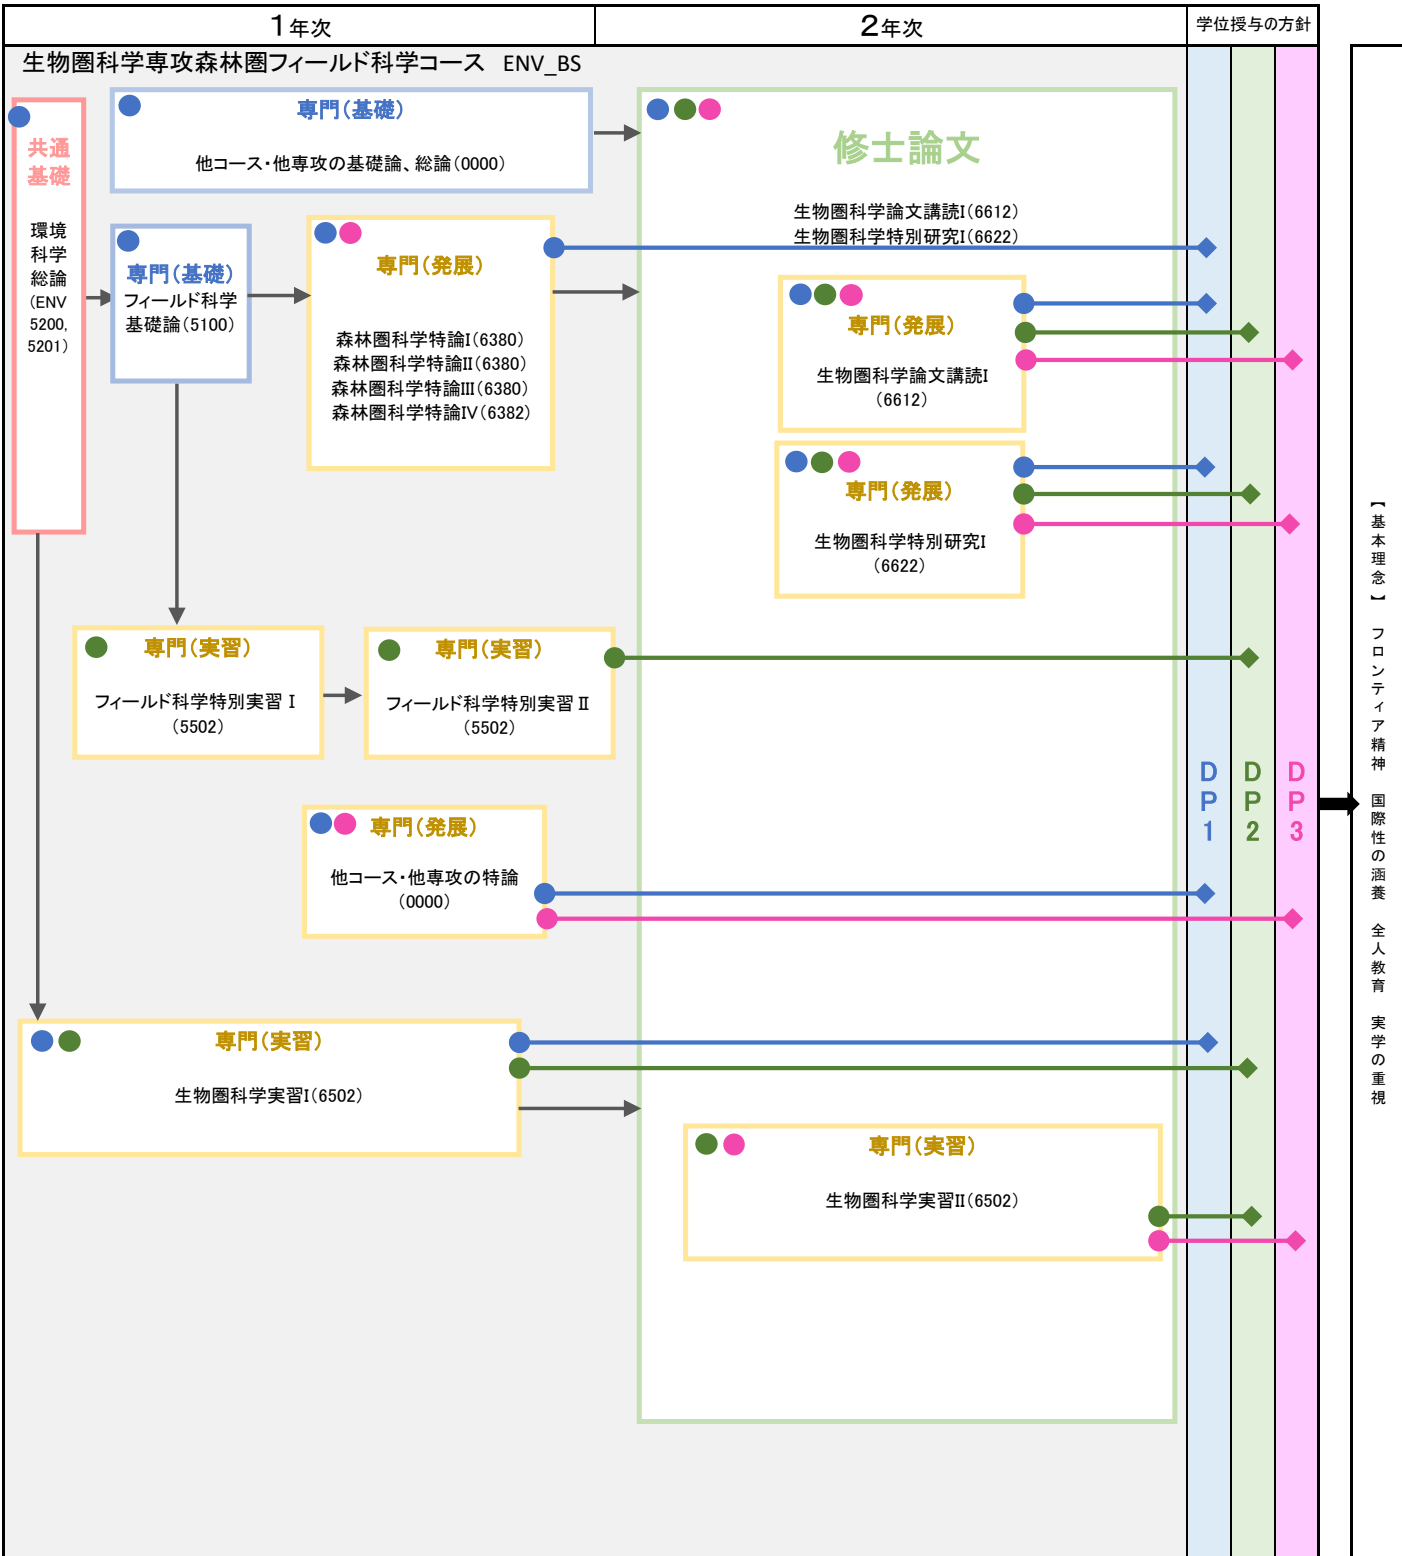 1年次
2年次
学位授与の方針
生物圏科学専攻森林圏フィールド科学コース ENV_BS
共通
基礎
環境
科学
総論
(ENV
5200,
5201)
専門(基礎)
他コース・他専攻の基礎論、総論(0000)
専門(基礎)
フィールド科学
基礎論(5100)
専門(発展)
森林圏科学特論I(6380)
森林圏科学特論II(6380)
森林圏科学特論III(6380)
森林圏科学特論IV(6382)
修士論文
生物圏科学論文講読I(6612)
生物圏科学特別研究I(6622)
専門(発展)
生物圏科学論文講読I
(6612)
専門(発展)
生物圏科学特別研究I
(6622)
専門(実習)
フィールド科学特別実習 I
(5502)
専門(実習)
フィールド科学特別実習 II
(5502)
専門(発展)
他コース・他専攻の特論
(0000)
専門(実習)
生物圏科学実習I(6502)
専門(実習)
生物圏科学実習II(6502)
DP1
DP2
DP3
【基本理念】 フロンティア精神 国際性の涵養 全人教育 実学の重視